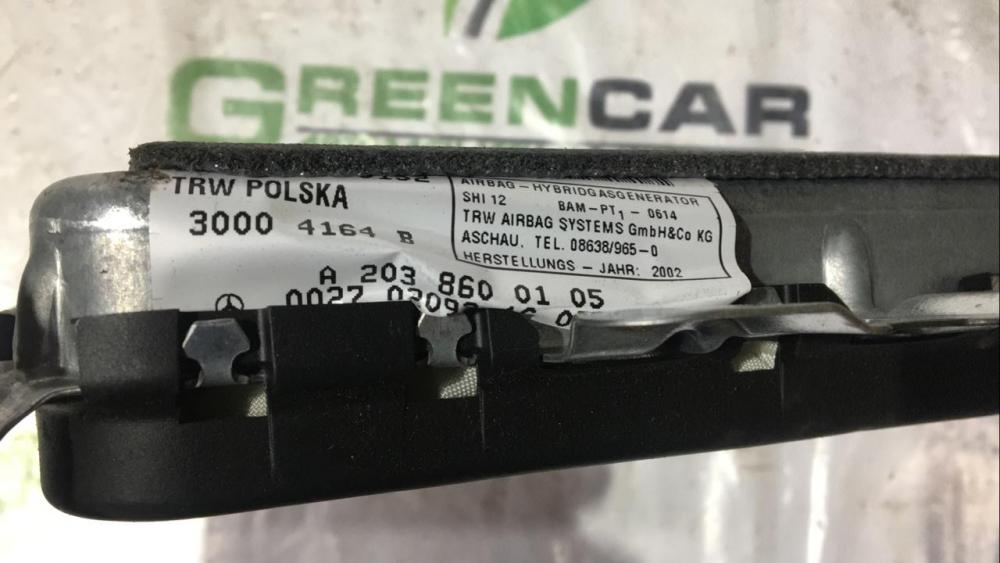 GREENCAR
TRW POLSKA
3000 4164 B
A 203 860 01 05
AIRBAG - HYBRIDGASGENERATOR
SHI 12 BAM-PT1 - 0614
TRW AIRBAG SYSTEMS GmbH&Co KG
ASCHAU. TEL. 08638/965-0
HERSTELLUNGS - JAHR: 2002